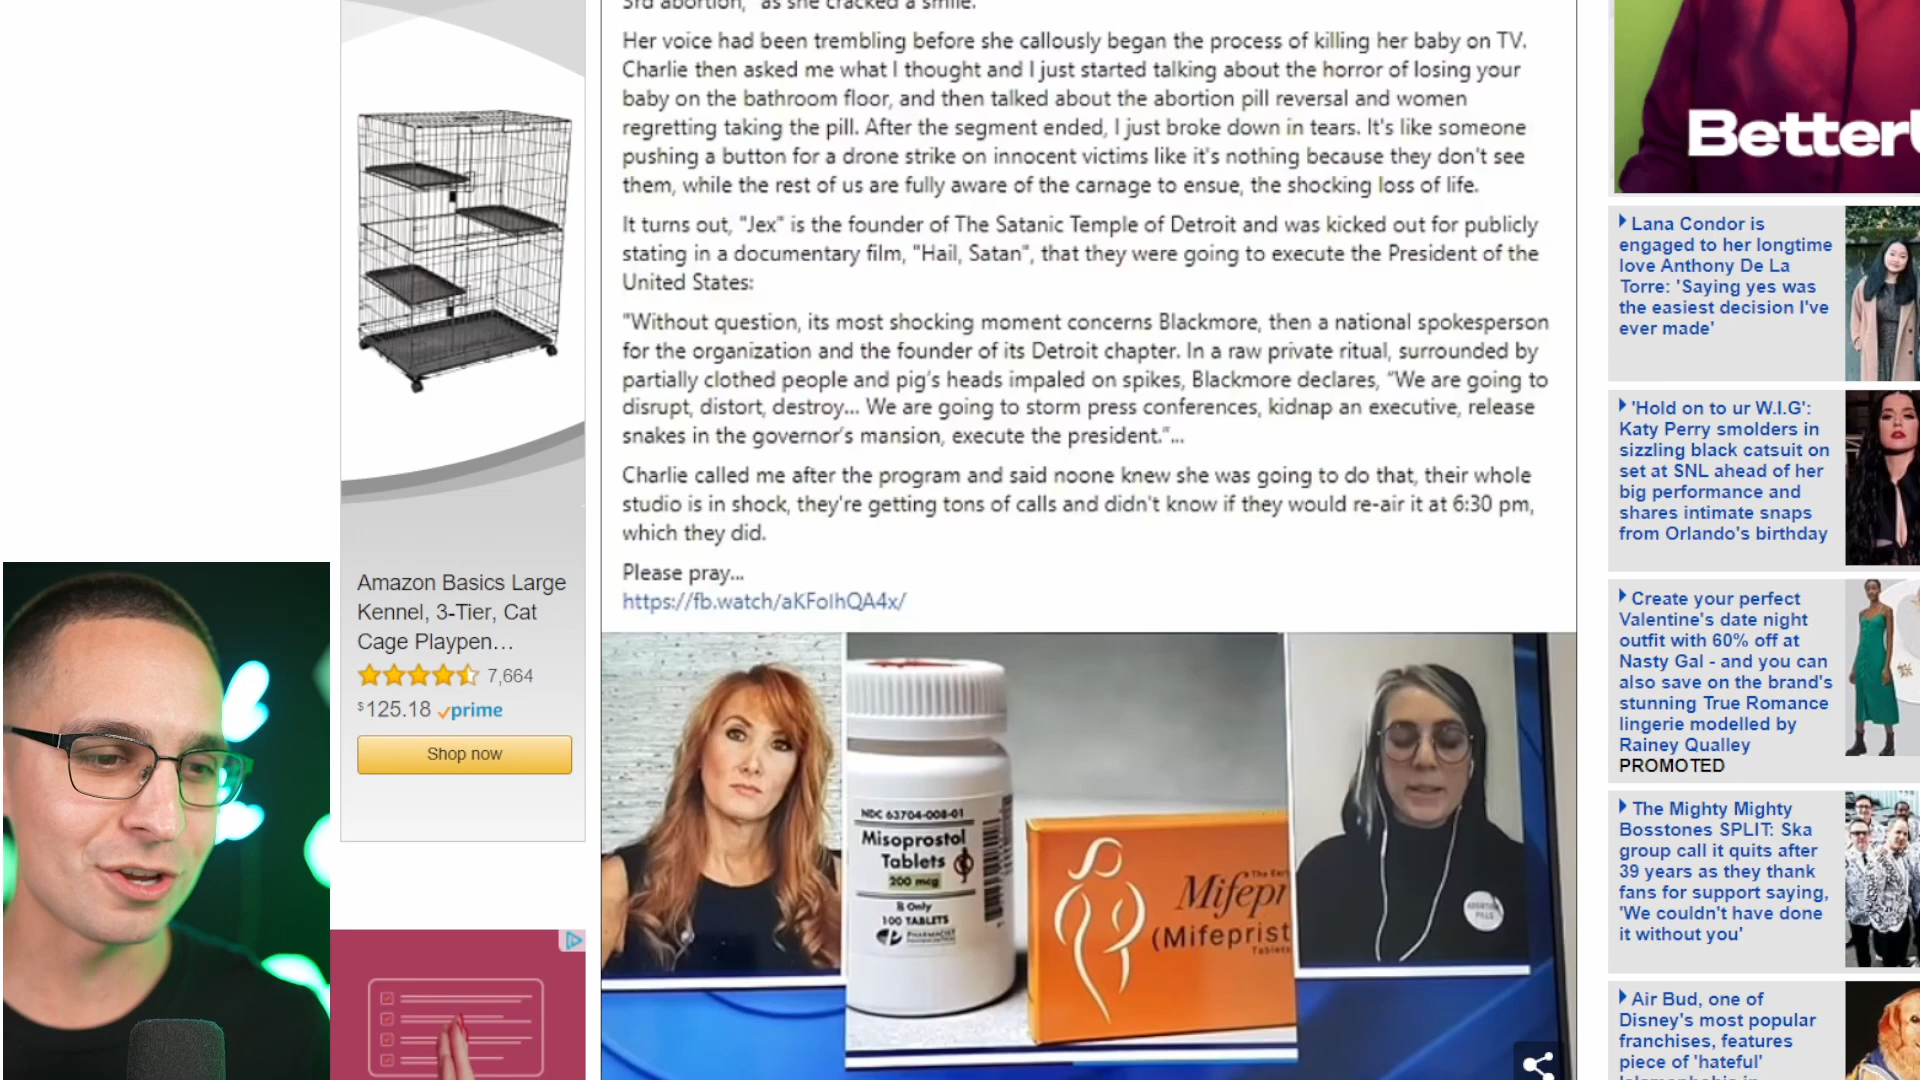 3rd abortion," as she cracked a smile.
Her voice had been trembling before she callously began the process of killing her baby on TV.
Charlie then asked me what I thought and I just started talking about the horror of losing your
baby on the bathroom floor, and then talked about the abortion pill reversal and women
regretting taking the pill. After the segment ended, I just broke down in tears. It's like someone
pushing a button for a drone strike on innocent victims like it's nothing because they don't see
them, while the rest of us are fully aware of the carnage to ensue, the shocking loss of life.
It turns out, "Jex" is the founder of The Satanic Temple of Detroit and was kicked out for publicly
stating in a documentary film, "Hail, Satan", that they were going to execute the President of the
United States:
"Without question, its most shocking moment concerns Blackmore, then a national spokesperson
for the organization and the founder of its Detroit chapter. In a raw private ritual, surrounded by
partially clothed people and pig's heads impaled on spikes, Blackmore declares, "We are going to
disrupt, distort, destroy... We are going to storm press conferences, kidnap an executive, release
snakes in the governor's mansion, execute the president."...
Charlie called me after the program and said noone knew she was going to do that, their whole
studio is in shock, they're getting tons of calls and didn't know if they would re-air it at 6:30 pm,
which they did.
Please pray...
https://fb.watch/aKFoIhQA4x/
Amazon Basics Large
Kennel, 3-Tier, Cat
Cage Playpen...
7,664
$125.18 prime
Shop now
NDC 63704-008-01
Misoprostol
Tablets
200 mcg
Rx Only
100 TABLETS
Mifepr
(Mifeprist
Tablets
ABORTION
PILLS
Better
Lana Condor is
engaged to her longtime
love Anthony De La
Torre: 'Saying yes was
the easiest decision I've
ever made'
'Hold on to ur W.I.G':
Katy Perry smolders in
sizzling black catsuit on
set at SNL ahead of her
big performance and
shares intimate snaps
from Orlando's birthday
Create your perfect
Valentine's date night
outfit with 60% off at
Nasty Gal - and you can
also save on the brand's
stunning True Romance
lingerie modelled by
Rainey Qualley
PROMOTED
The Mighty Mighty
Bosstones SPLIT: Ska
group call it quits after
39 years as they thank
fans for support saying,
'We couldn't have done
it without you'
Air Bud, one of
Disney's most popular
franchises, features
piece of 'hateful'